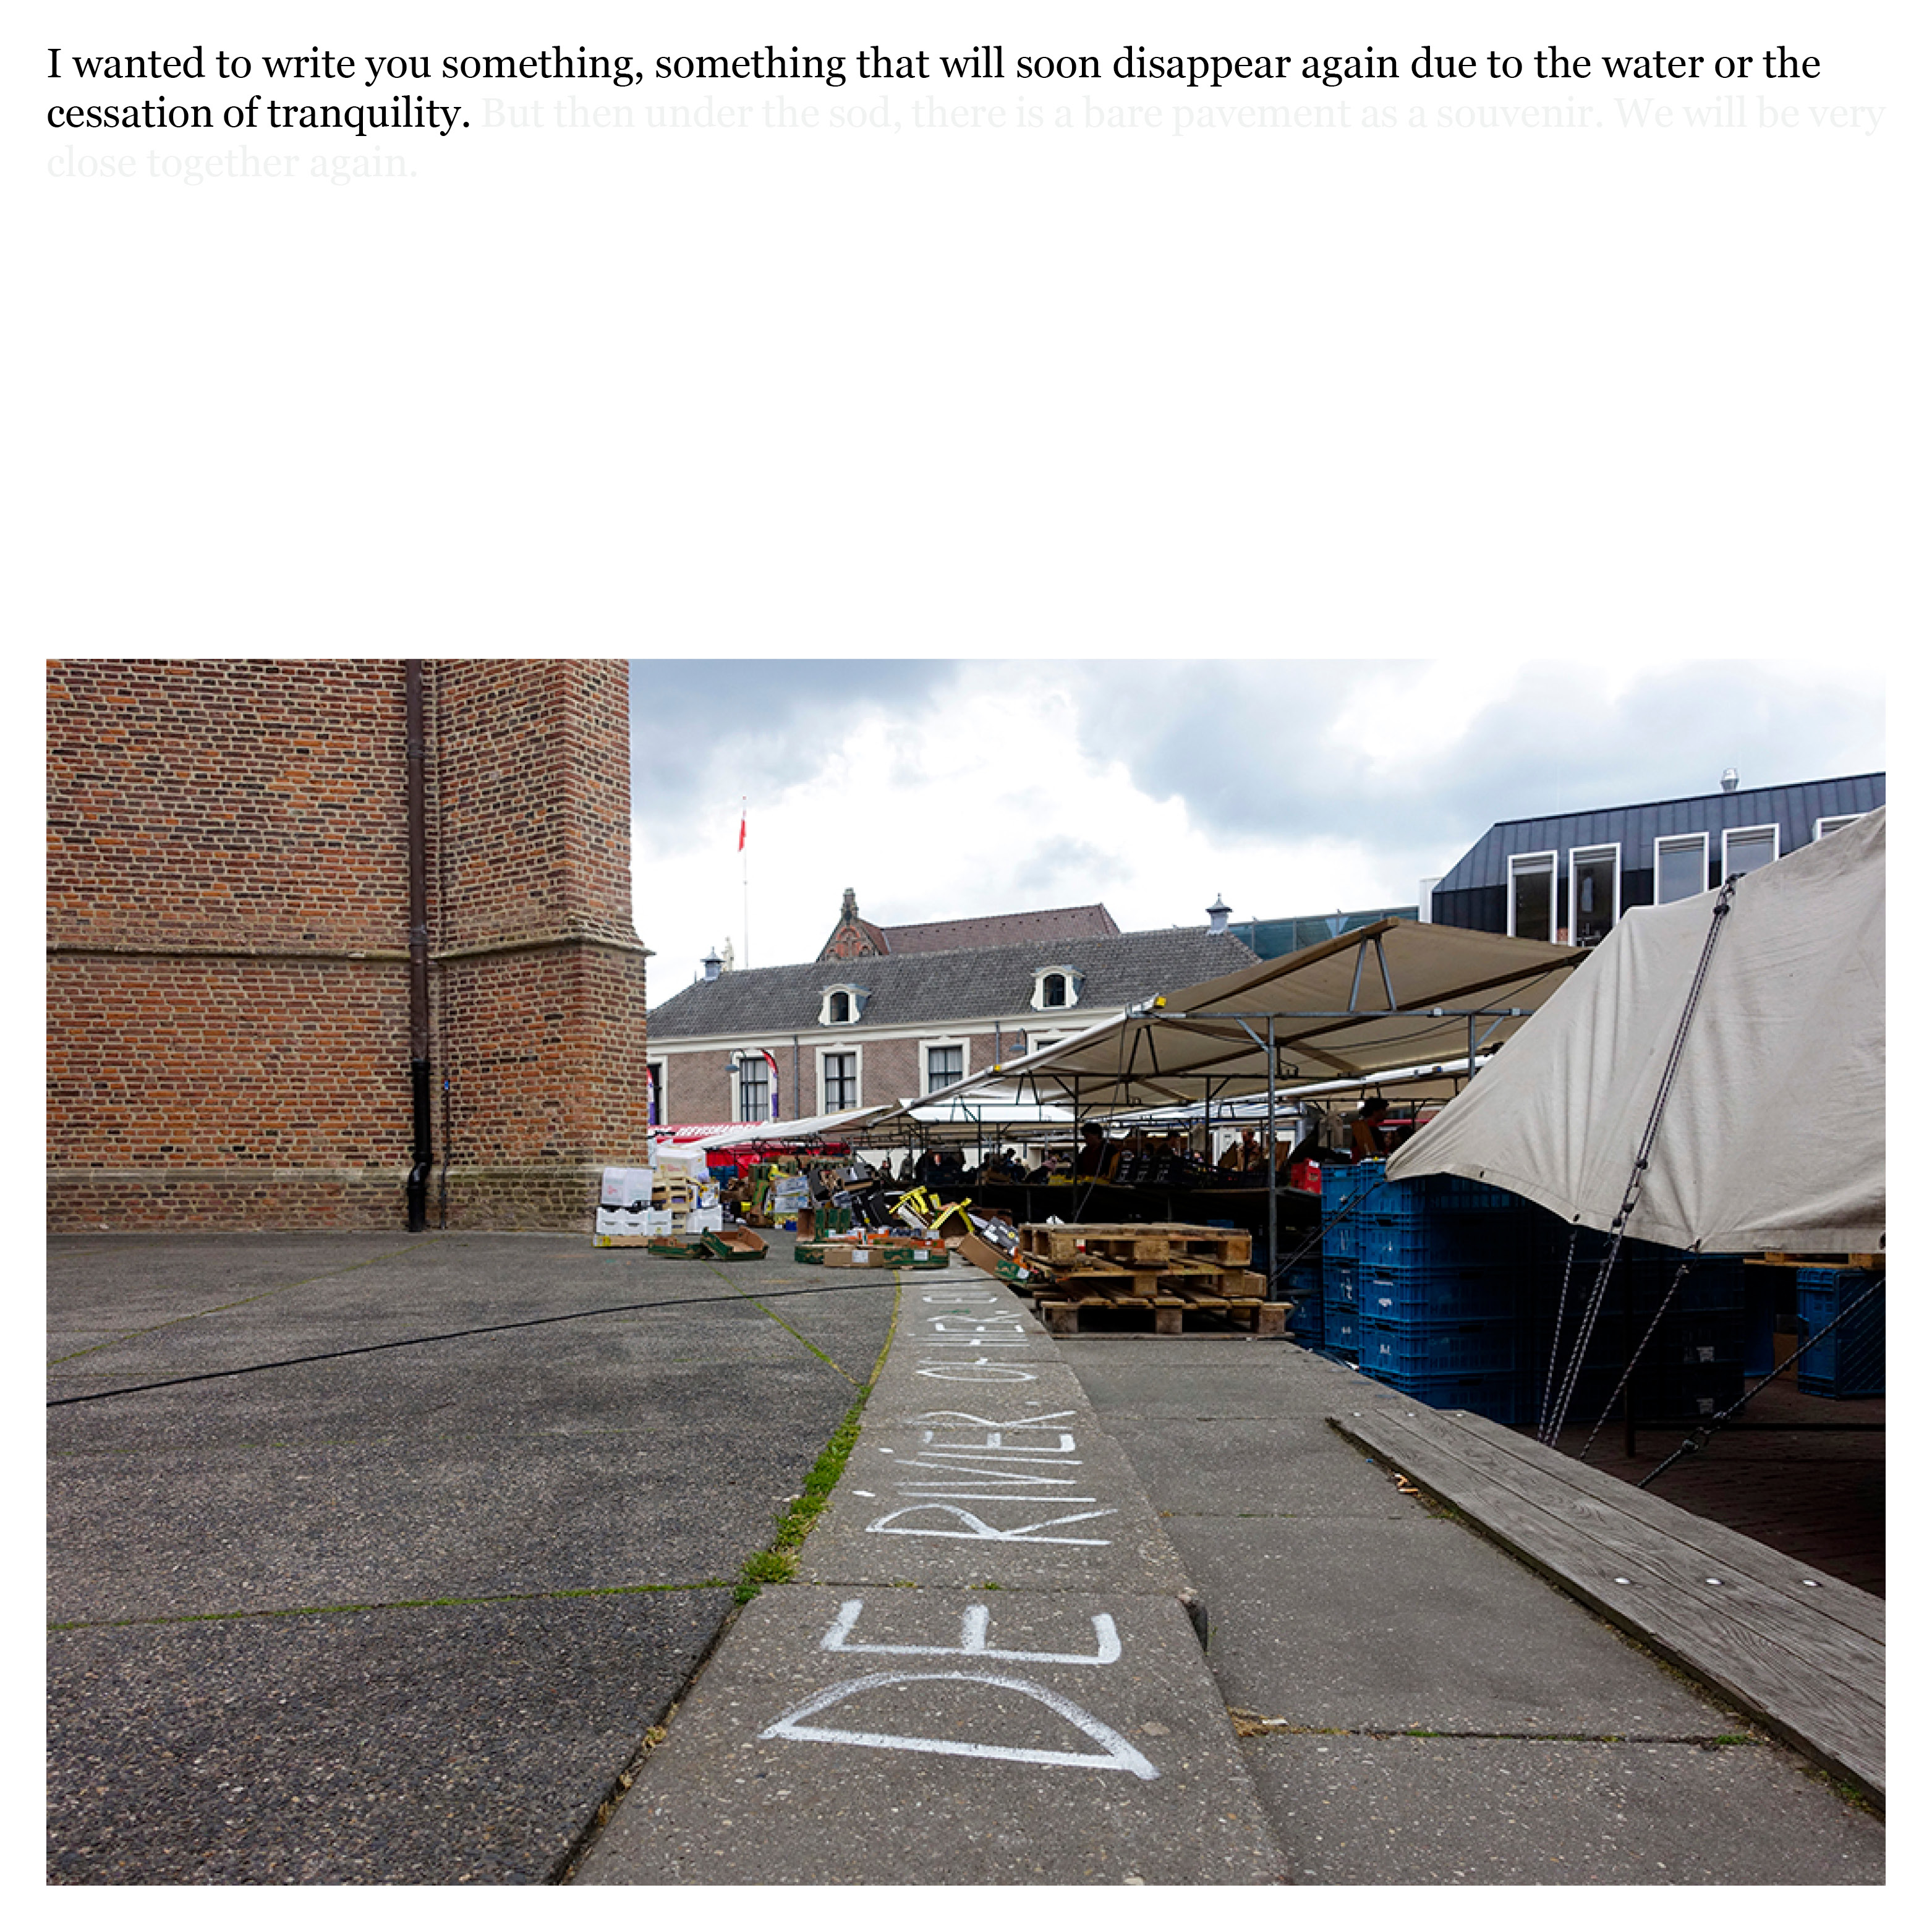 I wanted to write you something, something that will soon disappear again due to the water or the
cessation of tranquility. But then under the sod, there is a bare pavement as a souvenir. We will be very
close together again.
DE RIVIER